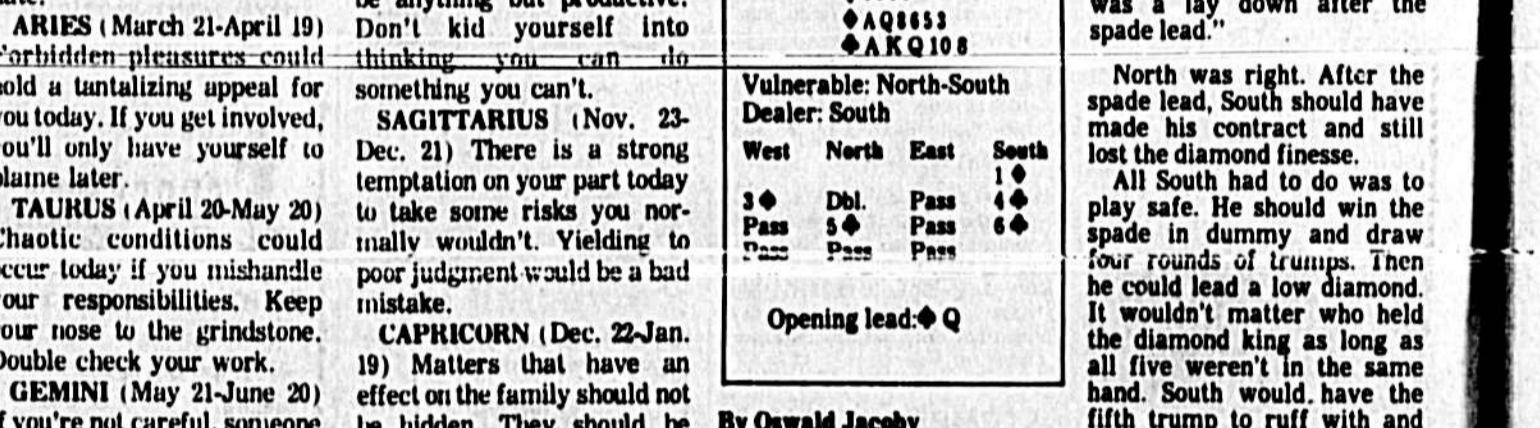 ARIES (March 21-April 19)
Forbidden pleasures could
hold a tantalizing appeal for
you today. If you get involved,
you'll only have yourself to
blame later.
TAURUS (April 20-May 20)
Chaotic conditions could
occur today if you mishandle
your responsibilities. Keep
your nose to the grindstone.
Double check your work.
GEMINI (May 21-June 20)
If you're not careful, someone
be anything but productive.
Don't kid yourself into
thinking you can do
something you can't.
SAGITTARIUS (Nov. 23-
Dec. 21) There is a strong
temptation on your part today
to take some risks you nor-
mally wouldn't. Yielding to
poor judgment would be a bad
mistake.
CAPRICORN (Dec. 22-Jan.
19) Matters that have an
effect on the family should not
be hidden. They should be
♦ A Q 8 6 5 3
♣ A K Q 10 8
Vulnerable: North-South
Dealer: South
West North East South
1 ♦
3 ♠ Dbl. Pass 4 ♣
Pass 5 ♣ Pass 6 ♣
Pass Pass Pass
Opening lead: ♠ Q
By Oswald Jacoby
was a lay down after the
spade lead."
North was right. After the
spade lead, South should have
made his contract and still
lost the diamond finesse.
All South had to do was to
play safe. He should win the
spade in dummy and draw
four rounds of trumps. Then
he could lead a low diamond.
It wouldn't matter who held
the diamond king as long as
all five weren't in the same
hand. South would have the
fifth trump to ruff with and